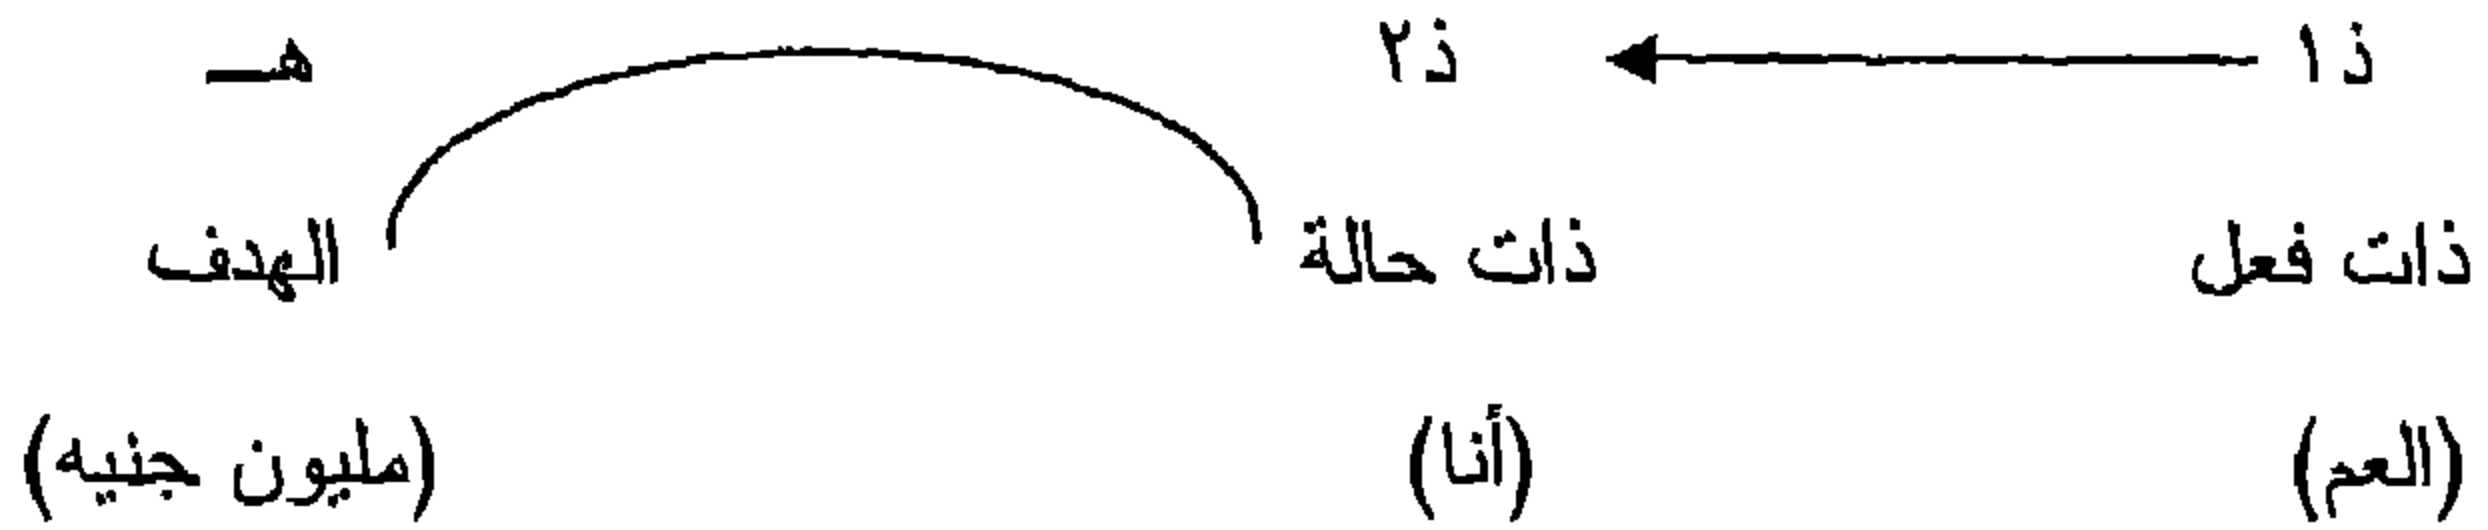 ذ١ ذ٢ هـ
ذات فعل ذات حالة الهدف
(العم) (أنا) (مليون جنيه)